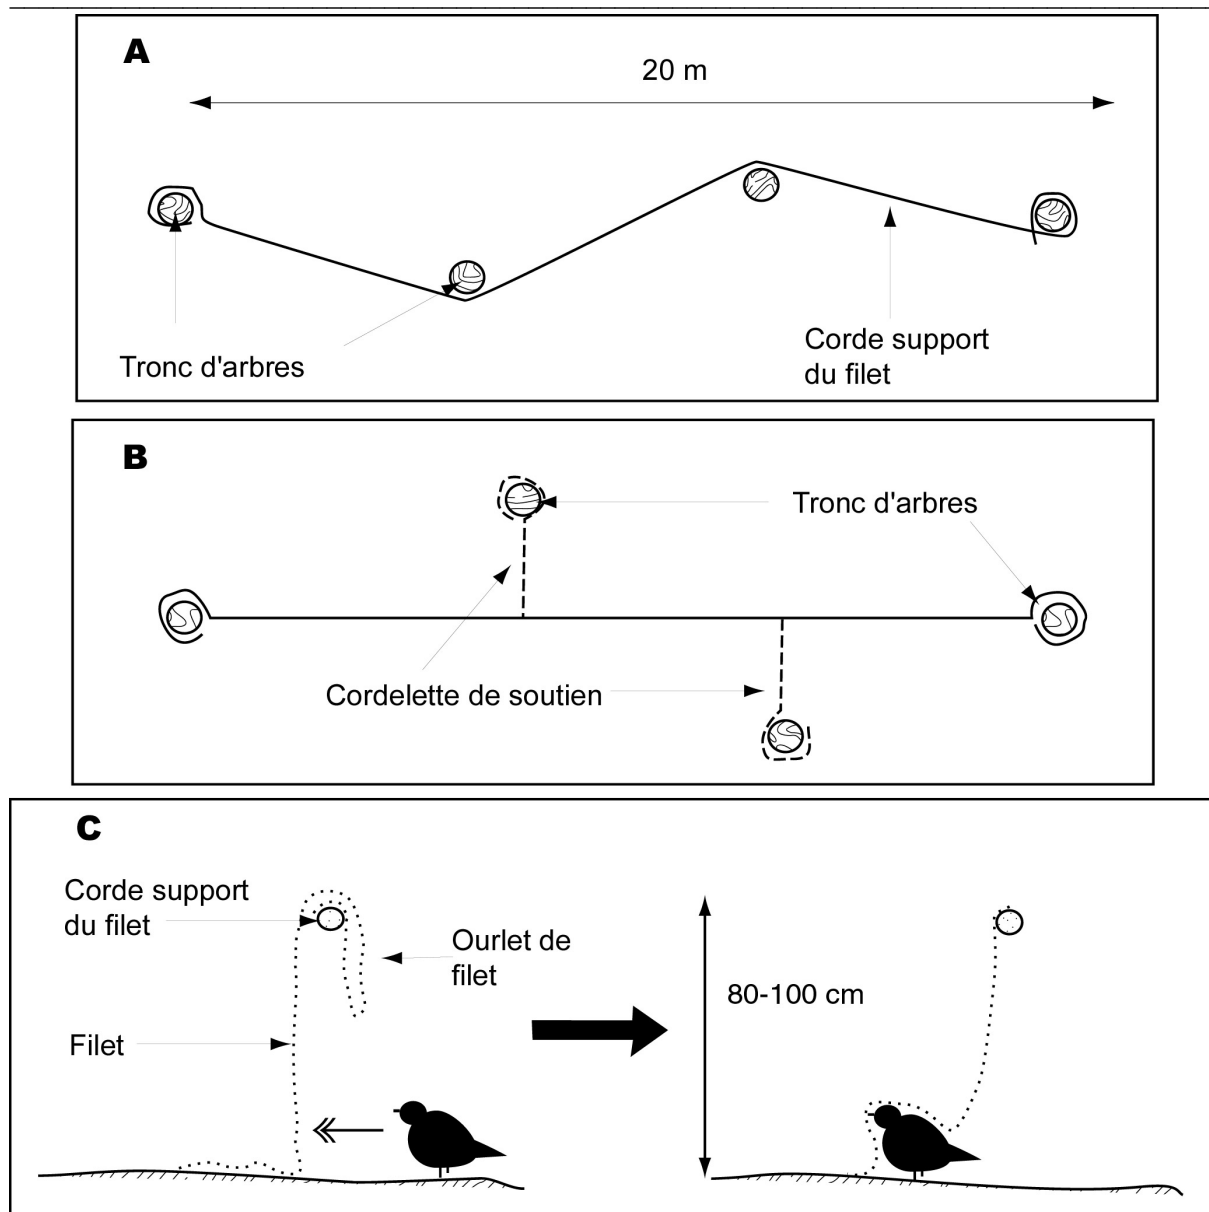 A
20 m
Tronc d'arbres
Corde support
du filet
B
Tronc d'arbres
Cordelette de soutien
C
Corde support
du filet
Ourlet de
filet
80-100 cm
Filet